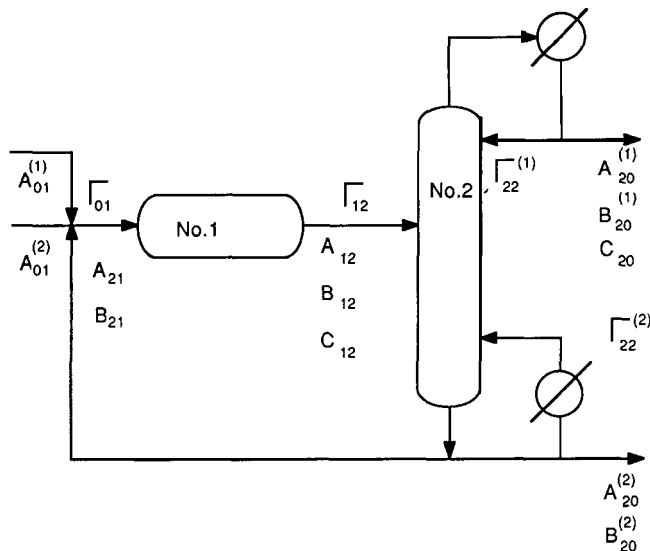 A₀₁⁽¹⁾
Γ₀₁
A₀₁⁽²⁾
A₂₁
B₂₁
No.1
Γ₁₂
A₁₂
B₁₂
C₁₂
No.2
Γ₂₂⁽¹⁾
A₂₀⁽¹⁾
B₂₀⁽¹⁾
C₂₀
Γ₂₂⁽²⁾
A₂₀⁽²⁾
B₂₀⁽²⁾